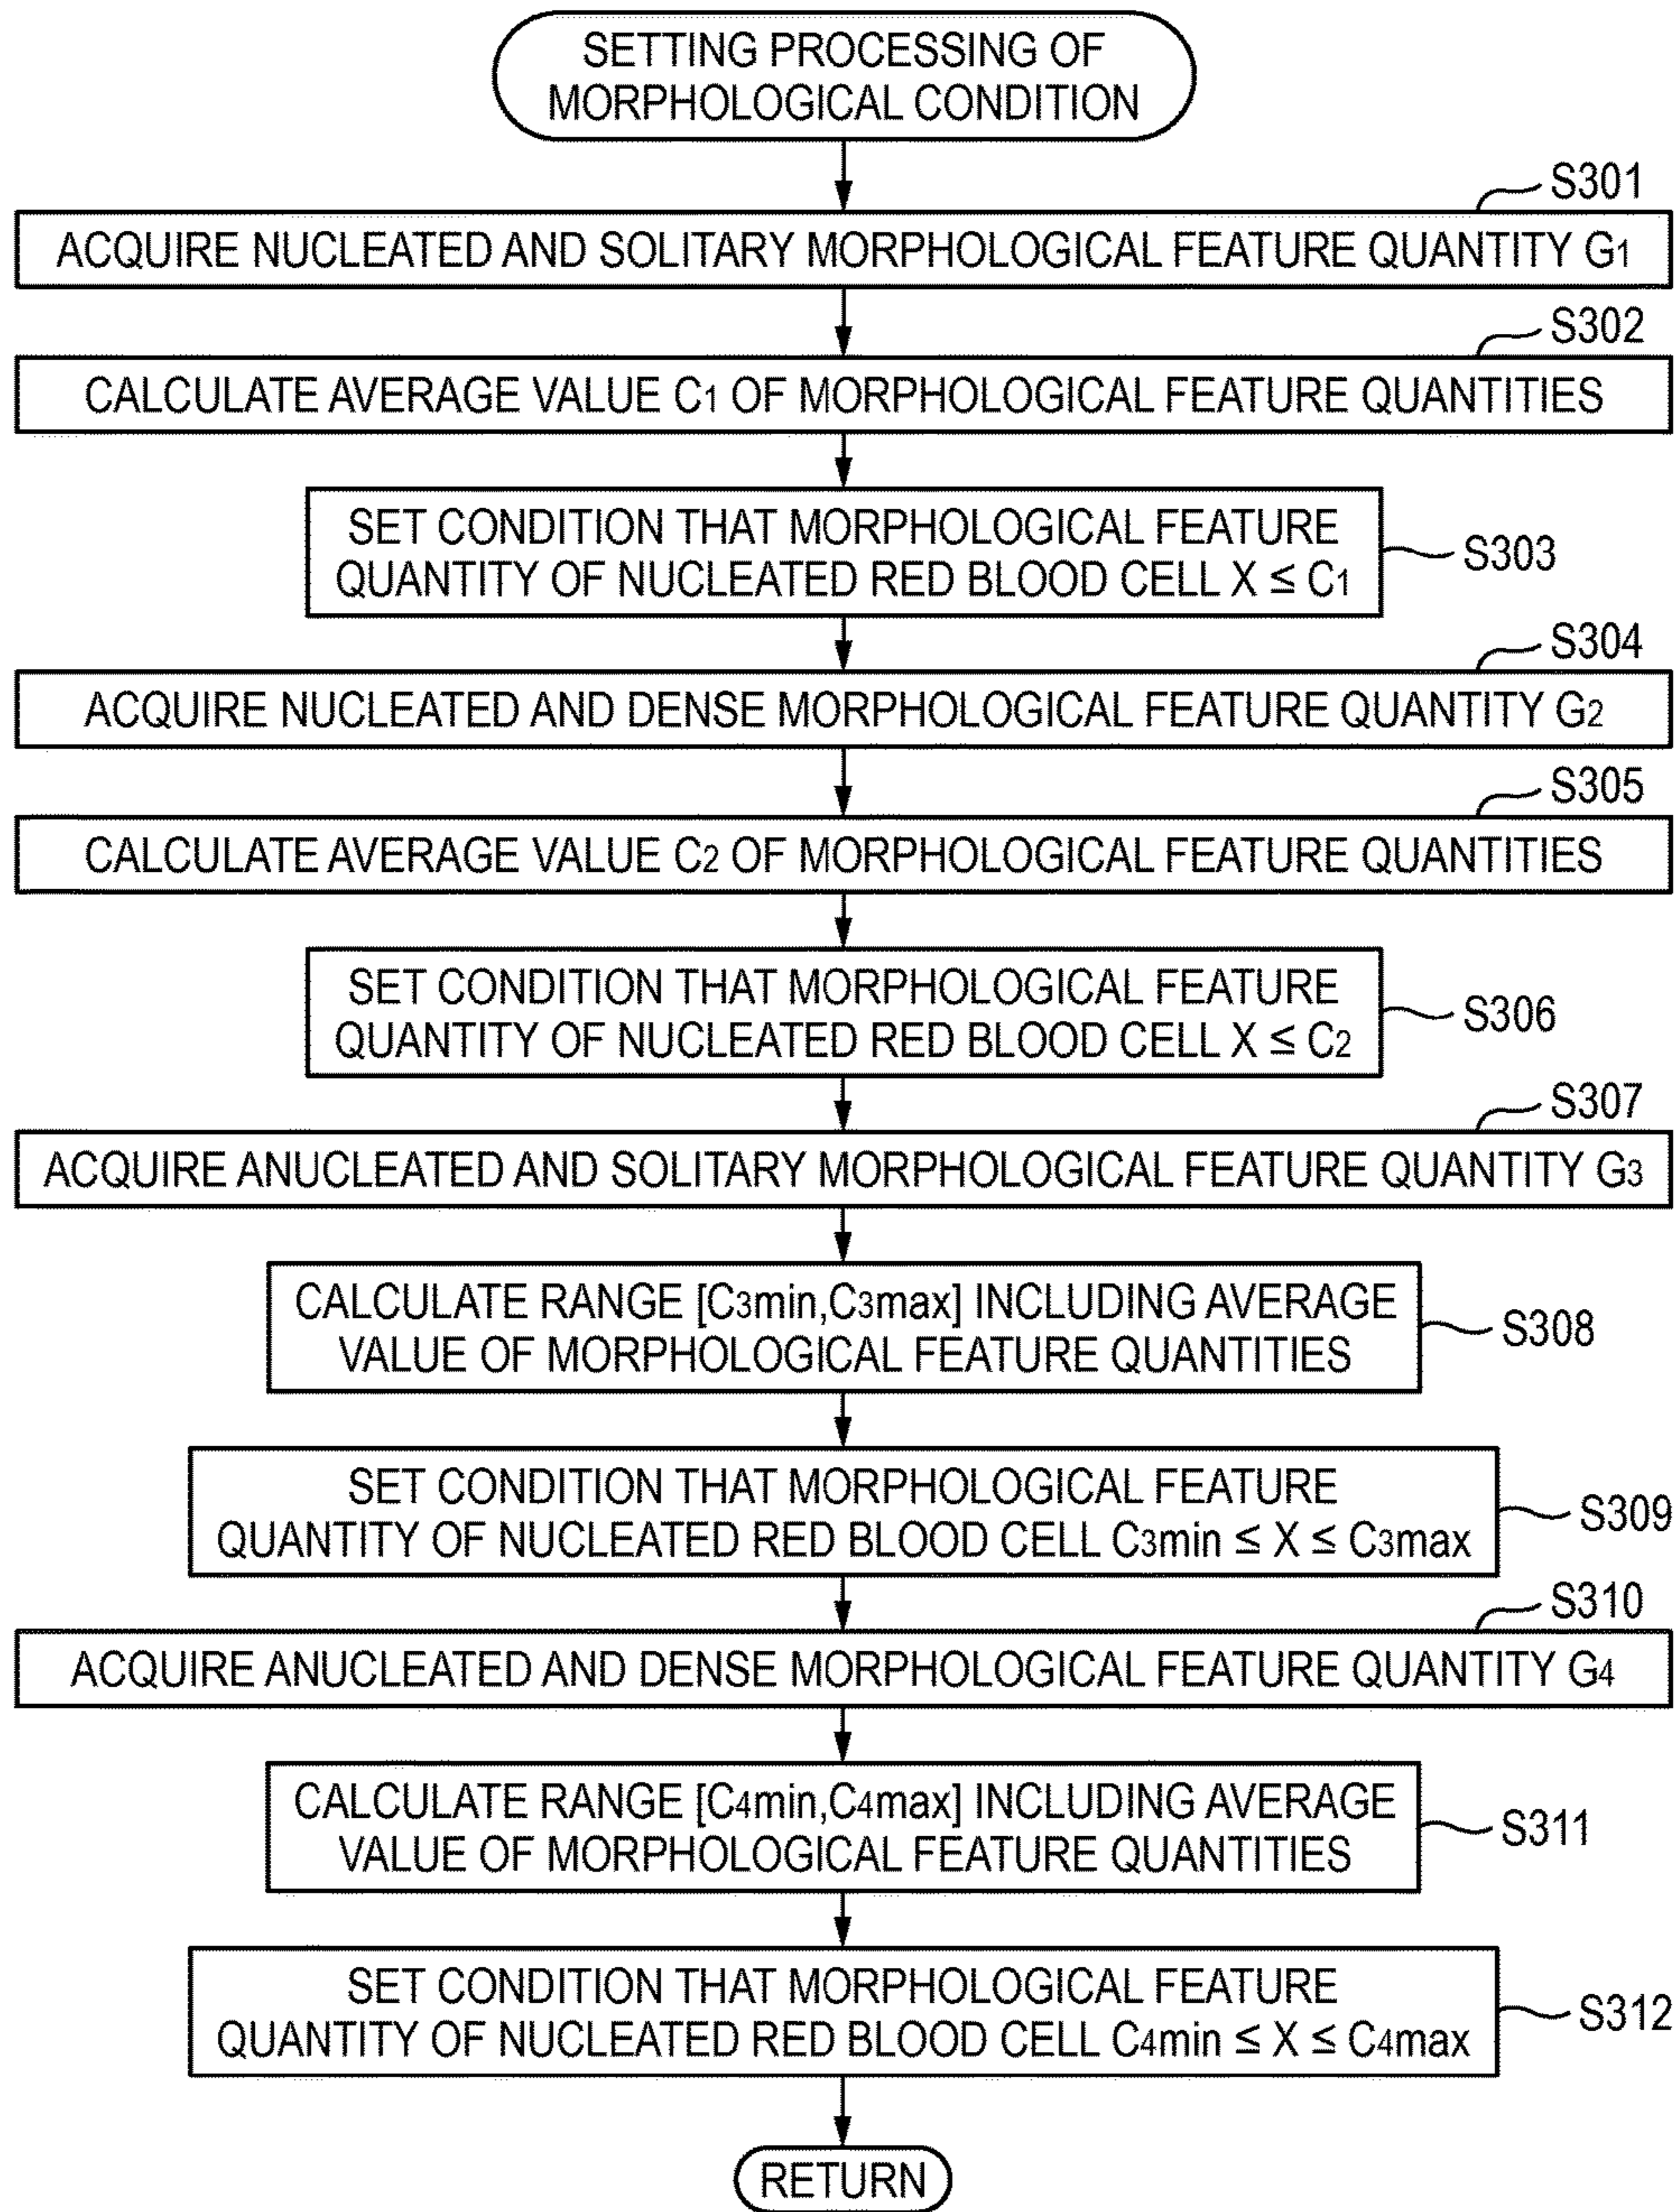 SETTING PROCESSING OF
MORPHOLOGICAL CONDITION
S301
ACQUIRE NUCLEATED AND SOLITARY MORPHOLOGICAL FEATURE QUANTITY G1
S302
CALCULATE AVERAGE VALUE C1 OF MORPHOLOGICAL FEATURE QUANTITIES
SET CONDITION THAT MORPHOLOGICAL FEATURE
QUANTITY OF NUCLEATED RED BLOOD CELL X ≤ C1
S303
S304
ACQUIRE NUCLEATED AND DENSE MORPHOLOGICAL FEATURE QUANTITY G2
S305
CALCULATE AVERAGE VALUE C2 OF MORPHOLOGICAL FEATURE QUANTITIES
SET CONDITION THAT MORPHOLOGICAL FEATURE
QUANTITY OF NUCLEATED RED BLOOD CELL X ≤ C2
S306
S307
ACQUIRE ANUCLEATED AND SOLITARY MORPHOLOGICAL FEATURE QUANTITY G3
CALCULATE RANGE [C3min,C3max] INCLUDING AVERAGE
VALUE OF MORPHOLOGICAL FEATURE QUANTITIES
S308
SET CONDITION THAT MORPHOLOGICAL FEATURE
QUANTITY OF NUCLEATED RED BLOOD CELL C3min ≤ X ≤ C3max
S309
S310
ACQUIRE ANUCLEATED AND DENSE MORPHOLOGICAL FEATURE QUANTITY G4
CALCULATE RANGE [C4min,C4max] INCLUDING AVERAGE
VALUE OF MORPHOLOGICAL FEATURE QUANTITIES
S311
SET CONDITION THAT MORPHOLOGICAL FEATURE
QUANTITY OF NUCLEATED RED BLOOD CELL C4min ≤ X ≤ C4max
S312
RETURN